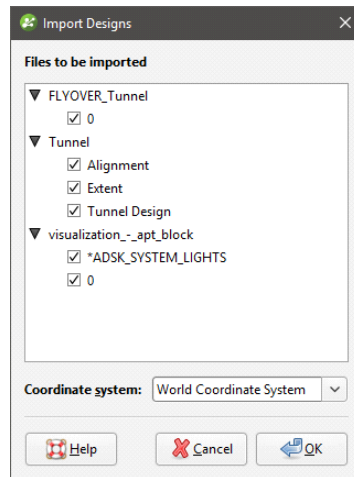 Import Designs
Files to be imported
FLYOVER_Tunnel
0
Tunnel
Alignment
Extent
Tunnel Design
visualization_-_apt_block
*ADSK_SYSTEM_LIGHTS
0
Coordinate system: World Coordinate System
Help Cancel OK